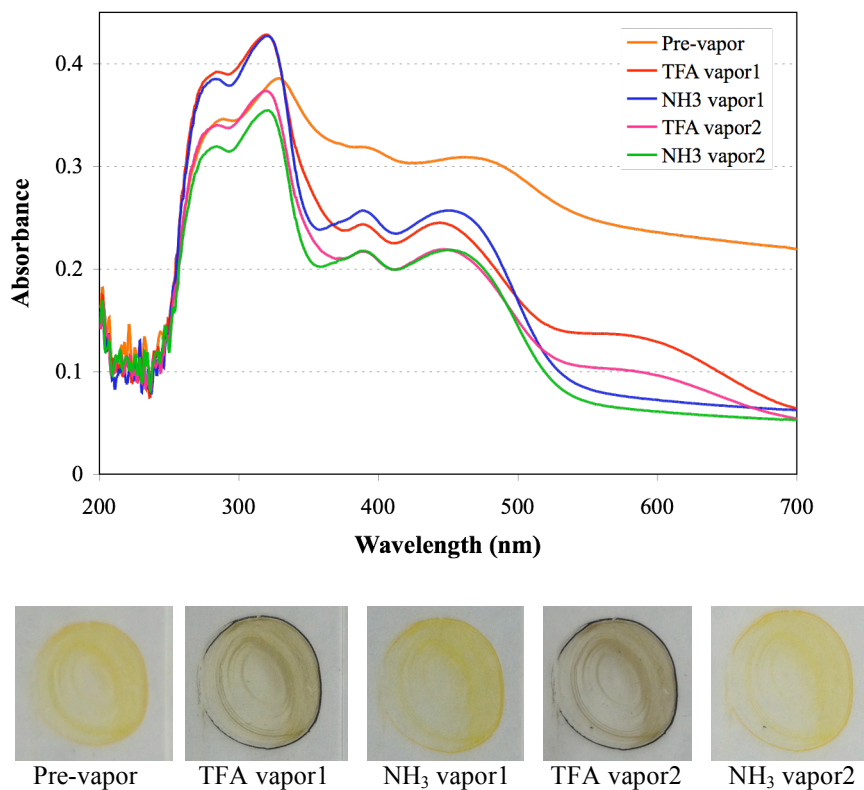 Pre-vapor
TFA vapor1
NH3 vapor1
TFA vapor2
NH3 vapor2
0.4
0.3
0.2
0.1
0
Absorbance
200 300 400 500 600 700
Wavelength (nm)
Pre-vapor TFA vapor1 NH₃ vapor1 TFA vapor2 NH₃ vapor2